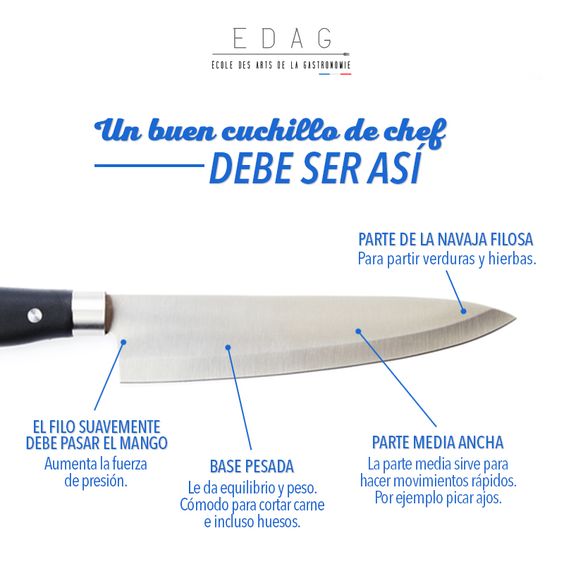 EDAG
ÉCOLE DES ARTS DE LA GASTRONOMIE
Un buen cuchillo de chef
DEBE SER ASÍ
PARTE DE LA NAVAJA FILOSA
Para partir verduras y hierbas.
EL FILO SUAVEMENTE
DEBE PASAR EL MANGO
Aumenta la fuerza
de presión.
BASE PESADA
Le da equilibrio y peso.
Cómodo para cortar carne
e incluso huesos.
PARTE MEDIA ANCHA
La parte media sirve para
hacer movimientos rápidos.
Por ejemplo picar ajos.